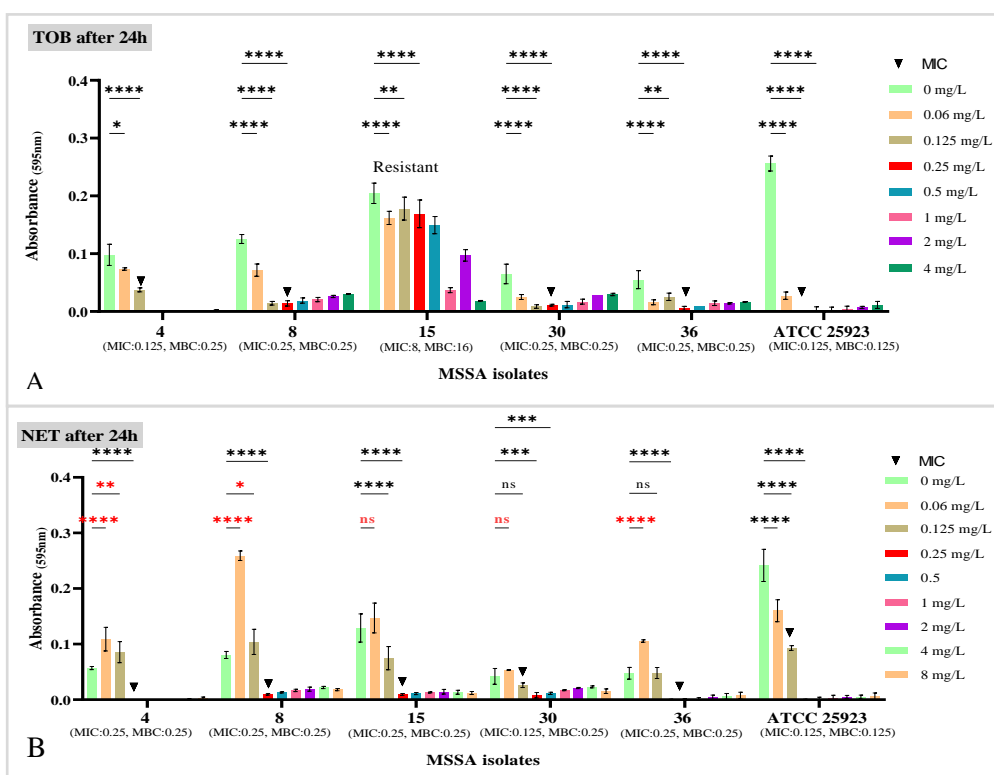 TOB after 24h
**** **** **** **** **** ****
**** **** ** **** ** ****
* **** **** **** **** ****
Resistant
Absorbance (595nm)
0.4
0.3
0.2
0.1
0.0
MIC
0 mg/L
0.06 mg/L
0.125 mg/L
0.25 mg/L
0.5 mg/L
1 mg/L
2 mg/L
4 mg/L
4 8 15 30 36 ATCC 25923
(MIC:0.125, MBC:0.25) (MIC:0.25, MBC:0.25) (MIC:8, MBC:16) (MIC:0.25, MBC:0.25) (MIC:0.25, MBC:0.25) (MIC:0.125, MBC:0.125)
MSSA isolates
A
NET after 24h
***
**** **** **** *** **** ****
** * **** ns ns ****
**** **** ns ns **** ****
Absorbance (595nm)
0.4
0.3
0.2
0.1
0.0
MIC
0 mg/L
0.06 mg/L
0.125 mg/L
0.25 mg/L
0.5
1 mg/L
2 mg/L
4 mg/L
8 mg/L
4 8 15 30 36 ATCC 25923
(MIC:0.25, MBC:0.25) (MIC:0.25, MBC:0.25) (MIC:0.25, MBC:0.25) (MIC:0.125, MBC:0.25) (MIC:0.25, MBC:0.25) (MIC:0.125, MBC:0.125)
MSSA isolates
B